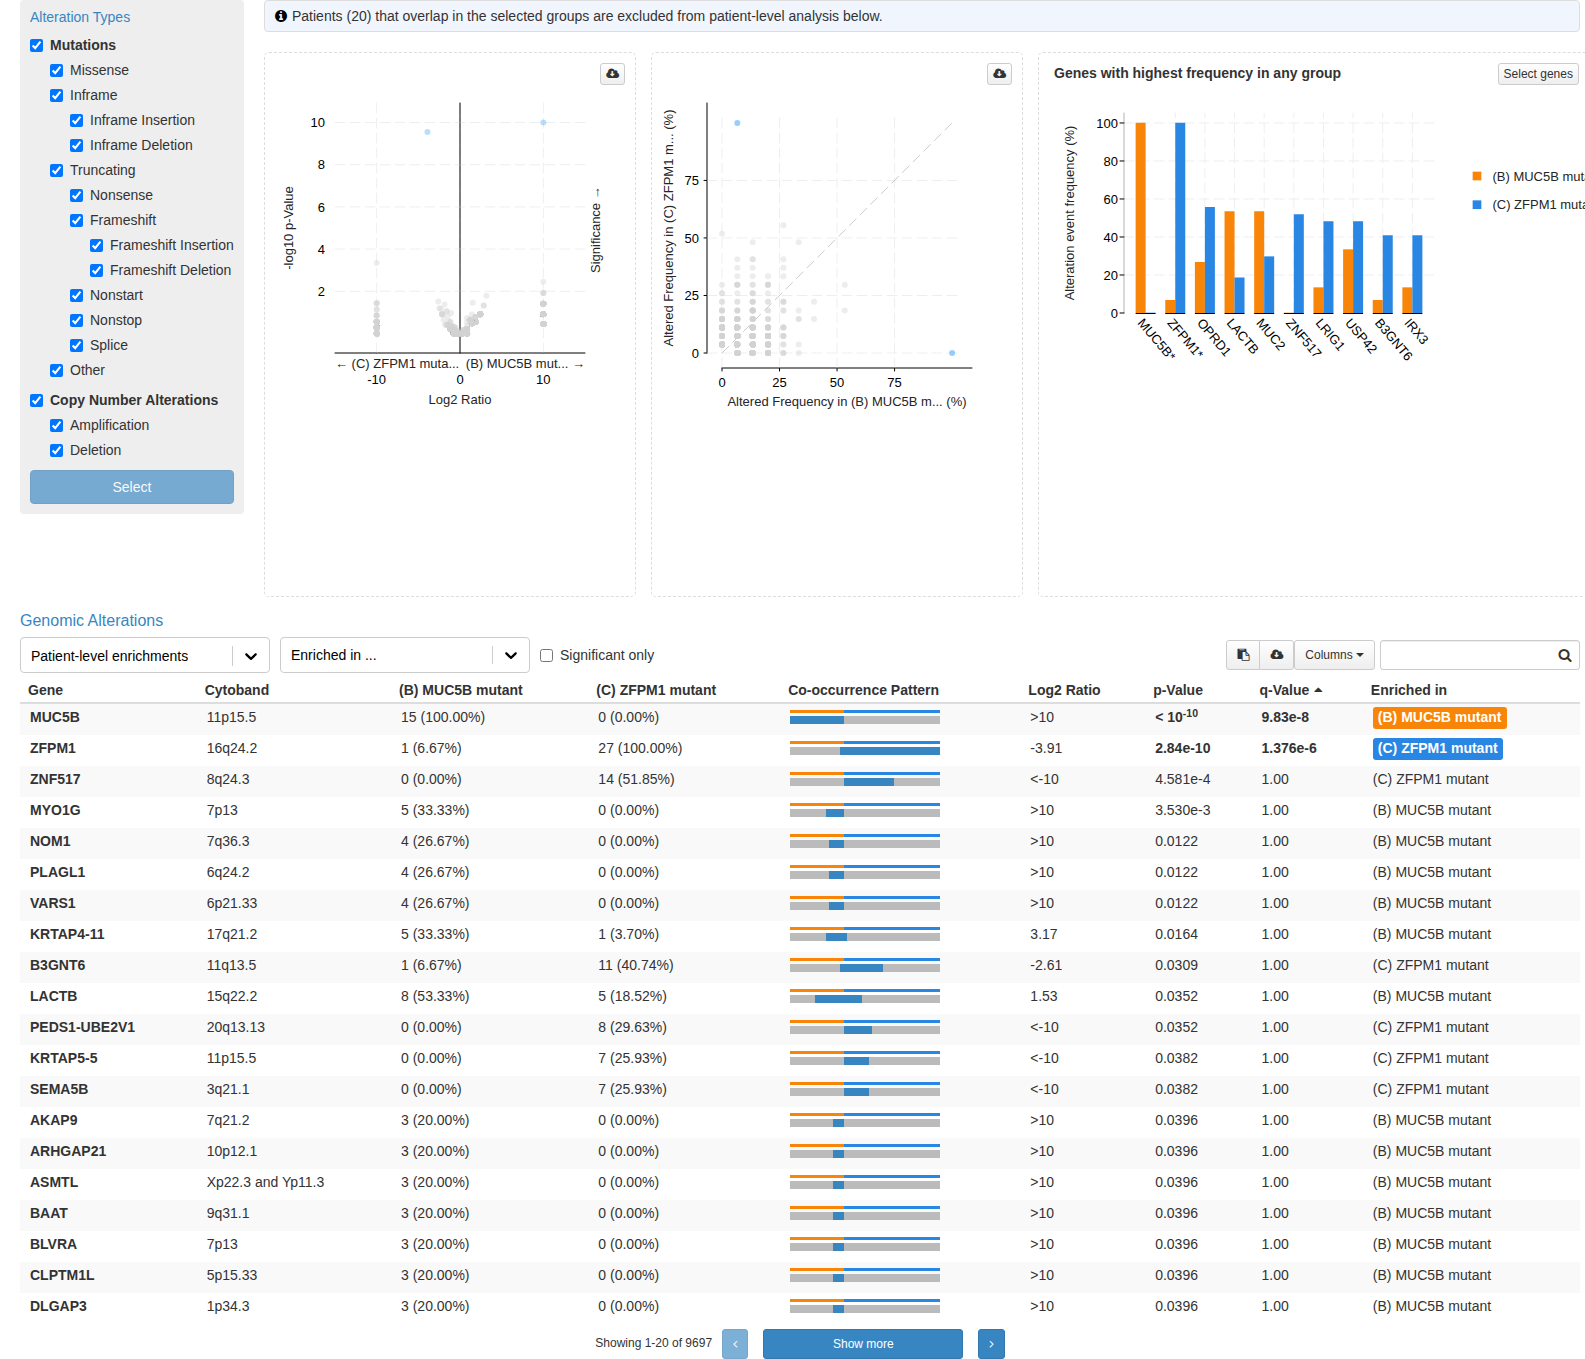 Alteration Types
Mutations
Missense
Inframe
Inframe Insertion
Inframe Deletion
Truncating
Nonsense
Frameshift
Frameshift Insertion
Frameshift Deletion
Nonstart
Nonstop
Splice
Other
Copy Number Alterations
Amplification
Deletion
Select
Patients (20) that overlap in the selected groups are excluded from patient-level analysis below.
10
8
6
4
2
-log10 p-Value
Significance →
← (C) ZFPM1 muta... (B) MUC5B mut... →
-10 0 10
Log2 Ratio
Altered Frequency in (C) ZFPM1 m... (%)
75
50
25
0
0 25 50 75
Altered Frequency in (B) MUC5B m... (%)
Genes with highest frequency in any group
Select genes
Alteration event frequency (%)
100
80
60
40
20
0
MUC5B* ZFPM1* OPRD1 LACTB MUC2 ZNF517 LRIG1 USP42 B3GNT6 IRX3
(B) MUC5B muta
(C) ZFPM1 muta
Genomic Alterations
Patient-level enrichments Enriched in ... Significant only Columns
Gene Cytoband (B) MUC5B mutant (C) ZFPM1 mutant Co-occurrence Pattern Log2 Ratio p-Value q-Value Enriched in
MUC5B 11p15.5 15 (100.00%) 0 (0.00%) >10 < 10-10 9.83e-8 (B) MUC5B mutant
ZFPM1 16q24.2 1 (6.67%) 27 (100.00%) -3.91 2.84e-10 1.376e-6 (C) ZFPM1 mutant
ZNF517 8q24.3 0 (0.00%) 14 (51.85%) <-10 4.581e-4 1.00 (C) ZFPM1 mutant
MYO1G 7p13 5 (33.33%) 0 (0.00%) >10 3.530e-3 1.00 (B) MUC5B mutant
NOM1 7q36.3 4 (26.67%) 0 (0.00%) >10 0.0122 1.00 (B) MUC5B mutant
PLAGL1 6q24.2 4 (26.67%) 0 (0.00%) >10 0.0122 1.00 (B) MUC5B mutant
VARS1 6p21.33 4 (26.67%) 0 (0.00%) >10 0.0122 1.00 (B) MUC5B mutant
KRTAP4-11 17q21.2 5 (33.33%) 1 (3.70%) 3.17 0.0164 1.00 (B) MUC5B mutant
B3GNT6 11q13.5 1 (6.67%) 11 (40.74%) -2.61 0.0309 1.00 (C) ZFPM1 mutant
LACTB 15q22.2 8 (53.33%) 5 (18.52%) 1.53 0.0352 1.00 (B) MUC5B mutant
PEDS1-UBE2V1 20q13.13 0 (0.00%) 8 (29.63%) <-10 0.0352 1.00 (C) ZFPM1 mutant
KRTAP5-5 11p15.5 0 (0.00%) 7 (25.93%) <-10 0.0382 1.00 (C) ZFPM1 mutant
SEMA5B 3q21.1 0 (0.00%) 7 (25.93%) <-10 0.0382 1.00 (C) ZFPM1 mutant
AKAP9 7q21.2 3 (20.00%) 0 (0.00%) >10 0.0396 1.00 (B) MUC5B mutant
ARHGAP21 10p12.1 3 (20.00%) 0 (0.00%) >10 0.0396 1.00 (B) MUC5B mutant
ASMTL Xp22.3 and Yp11.3 3 (20.00%) 0 (0.00%) >10 0.0396 1.00 (B) MUC5B mutant
BAAT 9q31.1 3 (20.00%) 0 (0.00%) >10 0.0396 1.00 (B) MUC5B mutant
BLVRA 7p13 3 (20.00%) 0 (0.00%) >10 0.0396 1.00 (B) MUC5B mutant
CLPTM1L 5p15.33 3 (20.00%) 0 (0.00%) >10 0.0396 1.00 (B) MUC5B mutant
DLGAP3 1p34.3 3 (20.00%) 0 (0.00%) >10 0.0396 1.00 (B) MUC5B mutant
Showing 1-20 of 9697 ‹ Show more ›